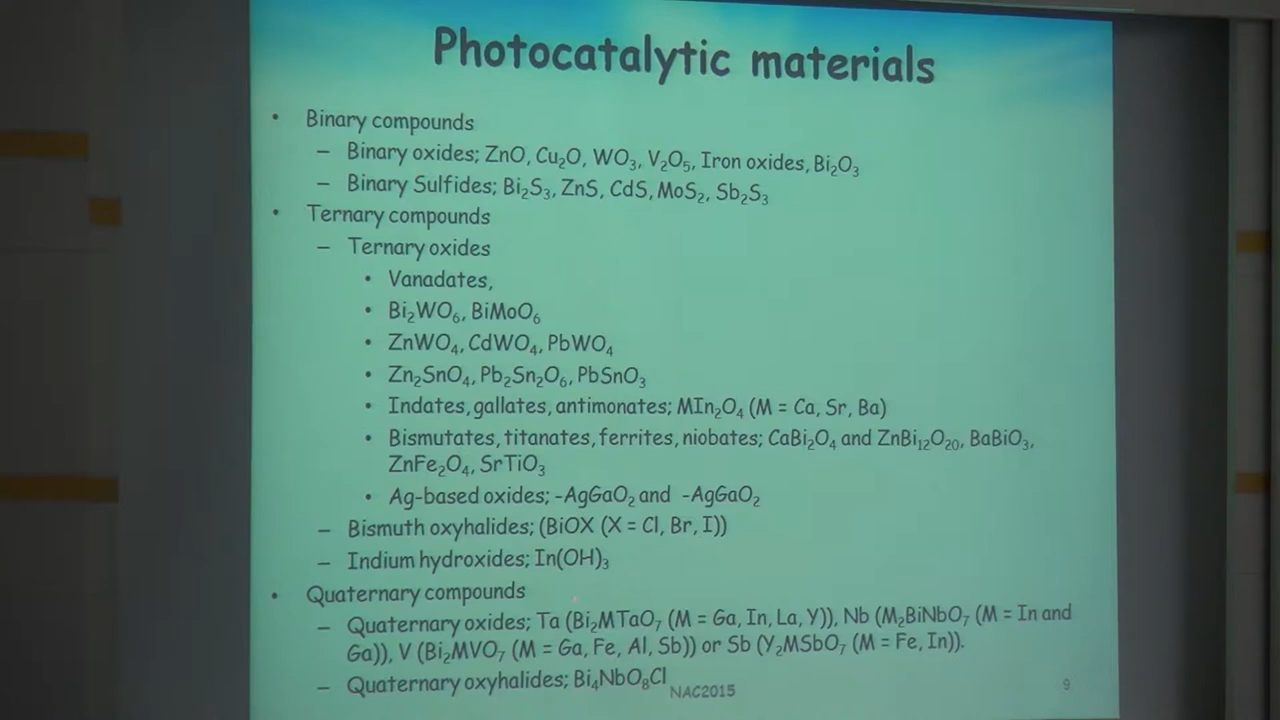 Photocatalytic materials
• Binary compounds
– Binary oxides; ZnO, Cu₂O, WO₃, V₂O₅, Iron oxides, Bi₂O₃
– Binary Sulfides; Bi₂S₃, ZnS, CdS, MoS₂, Sb₂S₃
• Ternary compounds
– Ternary oxides
• Vanadates,
• Bi₂WO₆, BiMoO₆
• ZnWO₄, CdWO₄, PbWO₄
• Zn₂SnO₄, Pb₂Sn₂O₆, PbSnO₃
• Indates, gallates, antimonates; MIn₂O₄ (M = Ca, Sr, Ba)
• Bismutates, titanates, ferrites, niobates; CaBi₂O₄ and ZnBi₁₂O₂₀, BaBiO₃,
ZnFe₂O₄, SrTiO₃
• Ag-based oxides; -AgGaO₂ and -AgGaO₂
– Bismuth oxyhalides; (BiOX (X = Cl, Br, I))
– Indium hydroxides; In(OH)₃
• Quaternary compounds
– Quaternary oxides; Ta (Bi₂MTaO₇ (M = Ga, In, La, Y)), Nb (M₂BiNbO₇ (M = In and
Ga)), V (Bi₂MVO₇ (M = Ga, Fe, Al, Sb)) or Sb (Y₂MSbO₇ (M = Fe, In)).
– Quaternary oxyhalides; Bi₄NbO₈Cl
NAC2015
9